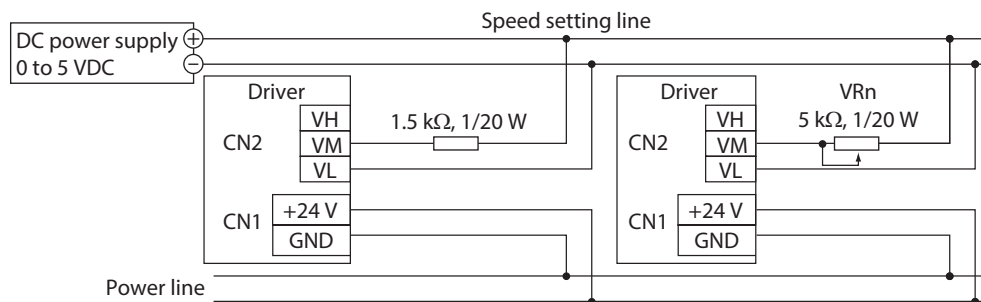 Speed setting line
DC power supply +
0 to 5 VDC −
Driver
CN2
VH
VM
VL
1.5 kΩ, 1/20 W
CN1
+24 V
GND
Driver
CN2
VH
VM
VL
VRn
5 kΩ, 1/20 W
CN1
+24 V
GND
Power line